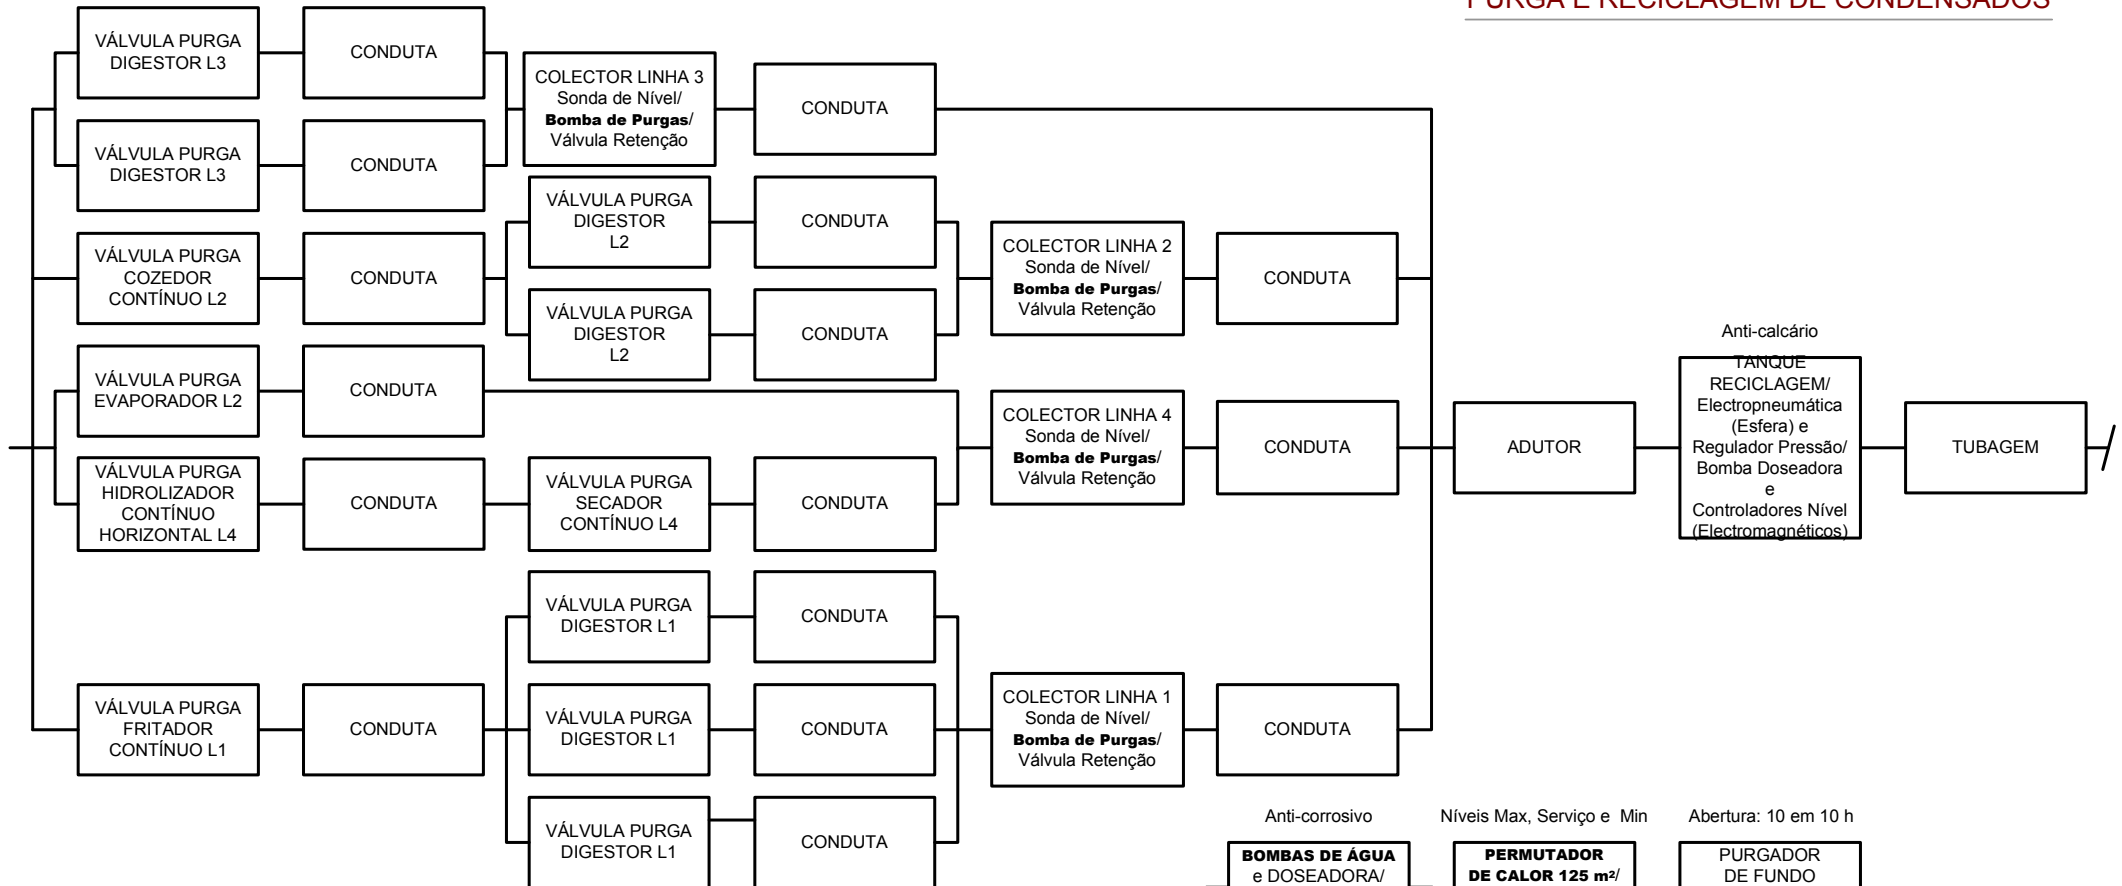 PURGA E RECICLAGEM DE CONDENSADOS
VÁLVULA PURGA
DIGESTOR L3
CONDUTA
COLECTOR LINHA 3
Sonda de Nível/
Bomba de Purgas/
Válvula Retenção
CONDUTA
VÁLVULA PURGA
DIGESTOR L3
CONDUTA
VÁLVULA PURGA
DIGESTOR
L2
CONDUTA
VÁLVULA PURGA
COZEDOR
CONTÍNUO L2
CONDUTA
COLECTOR LINHA 2
Sonda de Nível/
Bomba de Purgas/
Válvula Retenção
CONDUTA
VÁLVULA PURGA
DIGESTOR
L2
CONDUTA
VÁLVULA PURGA
EVAPORADOR L2
CONDUTA
COLECTOR LINHA 4
Sonda de Nível/
Bomba de Purgas/
Válvula Retenção
CONDUTA
ADUTOR
Anti-calcário
TANQUE
RECICLAGEM/
Electropneumática
(Esfera) e
Regulador Pressão/
Bomba Doseadora
e
Controladores Nível
(Electromagnéticos)
TUBAGEM
VÁLVULA PURGA
HIDROLIZADOR
CONTÍNUO
HORIZONTAL L4
CONDUTA
VÁLVULA PURGA
SECADOR
CONTÍNUO L4
CONDUTA
VÁLVULA PURGA
DIGESTOR L1
CONDUTA
VÁLVULA PURGA
FRITADOR
CONTÍNUO L1
CONDUTA
VÁLVULA PURGA
DIGESTOR L1
CONDUTA
COLECTOR LINHA 1
Sonda de Nível/
Bomba de Purgas/
Válvula Retenção
CONDUTA
VÁLVULA PURGA
DIGESTOR L1
CONDUTA
Anti-corrosivo
BOMBAS DE ÁGUA
e DOSEADORA/
Níveis Max, Serviço e Min
PERMUTADOR
DE CALOR 125 m²/
Abertura: 10 em 10 h
PURGADOR
DE FUNDO